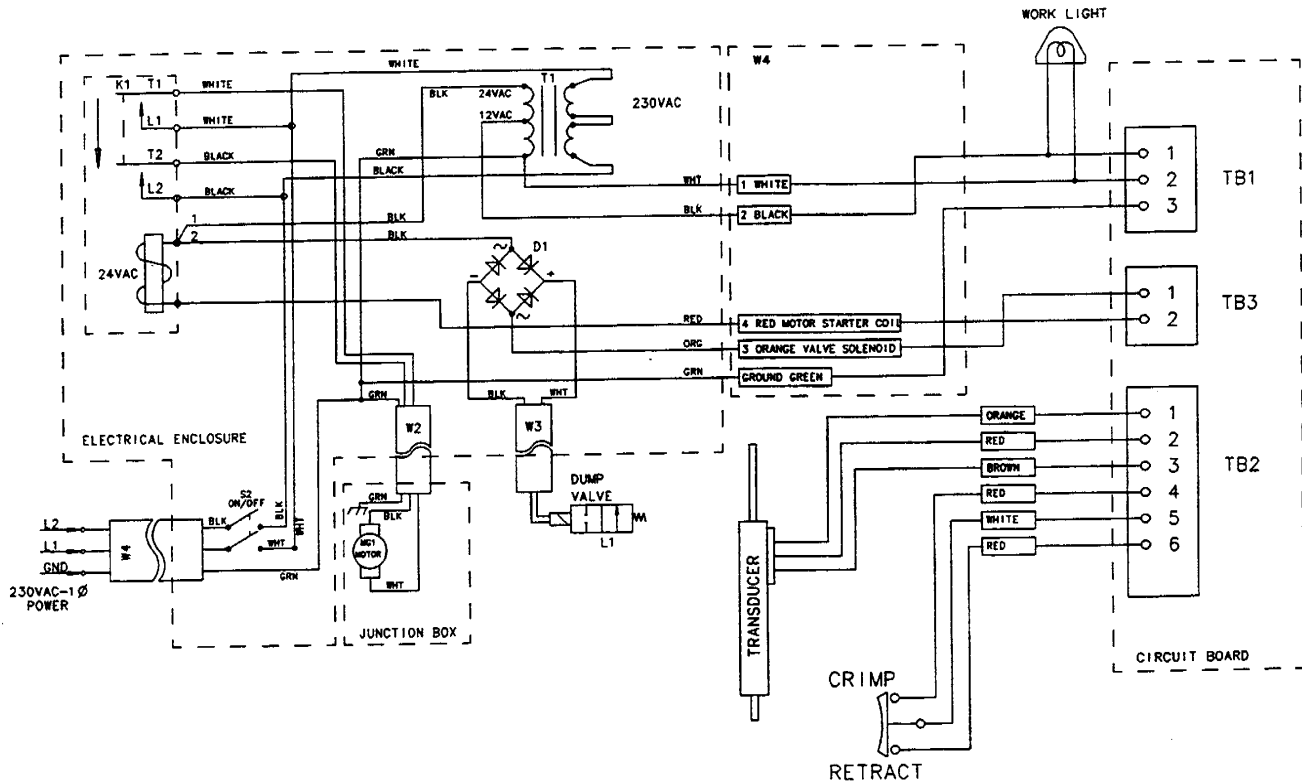 WORK LIGHT
WHITE
W4
K1
T1
WHITE
BLK
24VAC
T1
230VAC
L1
WHITE
12VAC
T2
BLACK
GRN
BLACK
L2
BLACK
WHT
1 WHITE
BLK
2 BLACK
1
BLK
2
BLK
24VAC
D1
~
-
+
~
RED
4 RED MOTOR STARTER COIL
ORG
3 ORANGE VALVE SOLENOID
GRN
GROUND GREEN
1
2
3
TB1
1
2
TB3
GRN
BLK
WHT
W2
W3
ELECTRICAL ENCLOSURE
ORANGE
RED
BROWN
RED
WHITE
RED
1
2
3
4
5
6
TB2
S2
ON/OFF
BLK
BLK
WHT
WHT
GRN
L2
L1
GND
W4
230VAC-1Ø
POWER
GRN
BLK
MG1
MOTOR
WHT
JUNCTION BOX
DUMP
VALVE
L1
TRANSDUCER
CIRCUIT BOARD
CRIMP
RETRACT